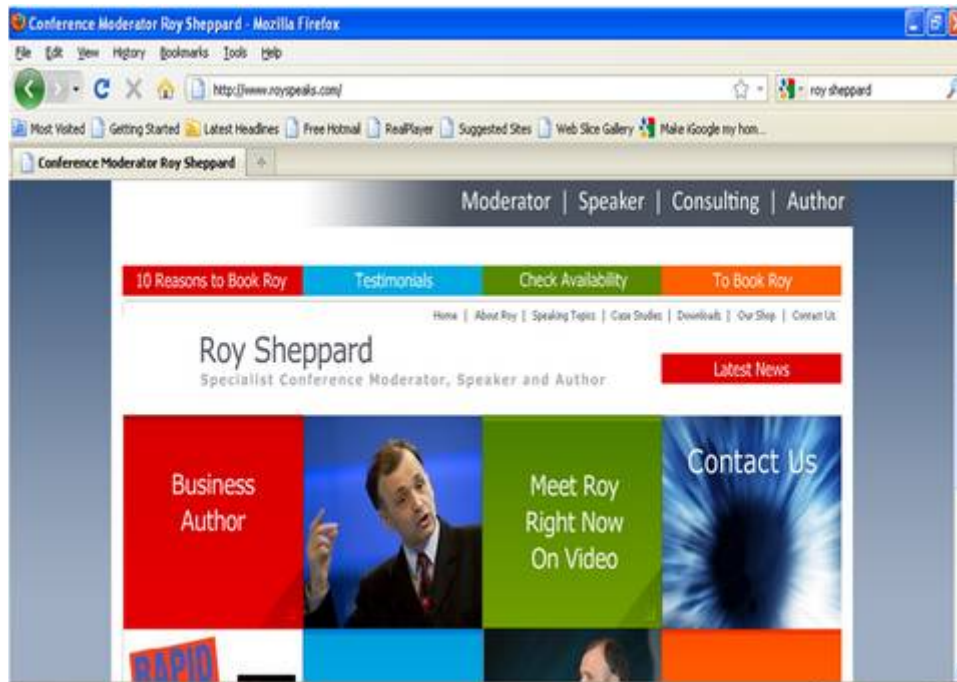 Conference Moderator Roy Sheppard - Mozilla Firefox
File Edit View History Bookmarks Tools Help
http://www.royspeaks.com/ roy sheppard
Most Visited Getting Started Latest Headlines Free Hotmail RealPlayer Suggested Sites Web Slice Gallery Make iGoogle my hom...
Conference Moderator Roy Sheppard
Moderator | Speaker | Consulting | Author
10 Reasons to Book Roy Testimonials Check Availability To Book Roy
Home | About Roy | Speaking Topics | Case Studies | Downloads | Our Shop | Contact Us
Roy Sheppard
Specialist Conference Moderator, Speaker and Author
Latest News
Business
Author
Meet Roy
Right Now
On Video
Contact Us
RAPID